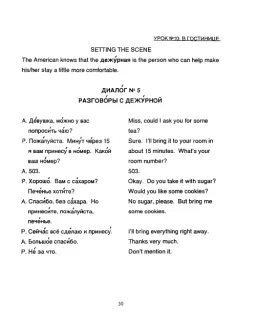 УРОК №10. В ГОСТИНИЦЕ
SETTING THE SCENE
The American knows that the дежу́рная is the person who can help make
his/her stay a little more comfortable.
ДИАЛО́Г № 5
РАЗГОВО́РЫ С ДЕЖУ́РНОЙ
А. Де́вушка, мо́жно у вас Miss, could I ask you for some
попроси́ть ча́ю? tea?
Р. Пожа́луйста. Мину́т че́рез 15 Sure. I'll bring it to your room in
я вам принесу́ в но́мер. Како́й about 15 minutes. What's your
ваш но́мер? room number?
А. 503. 503.
Р. Хорошо́. Вам с са́харом? Okay. Do you take it with sugar?
Пече́нье хоти́те? Would you like some cookies?
А. Спаси́бо, без са́хара. Но No sugar, please. But bring me
принеси́те, пожа́луйста, some cookies.
пече́нье.
Р. Сейча́с всё сде́лаю и принесу́. I'll bring everything right away.
А. Большо́е спаси́бо. Thanks very much.
Р. Не́ за что. Don't mention it.
30